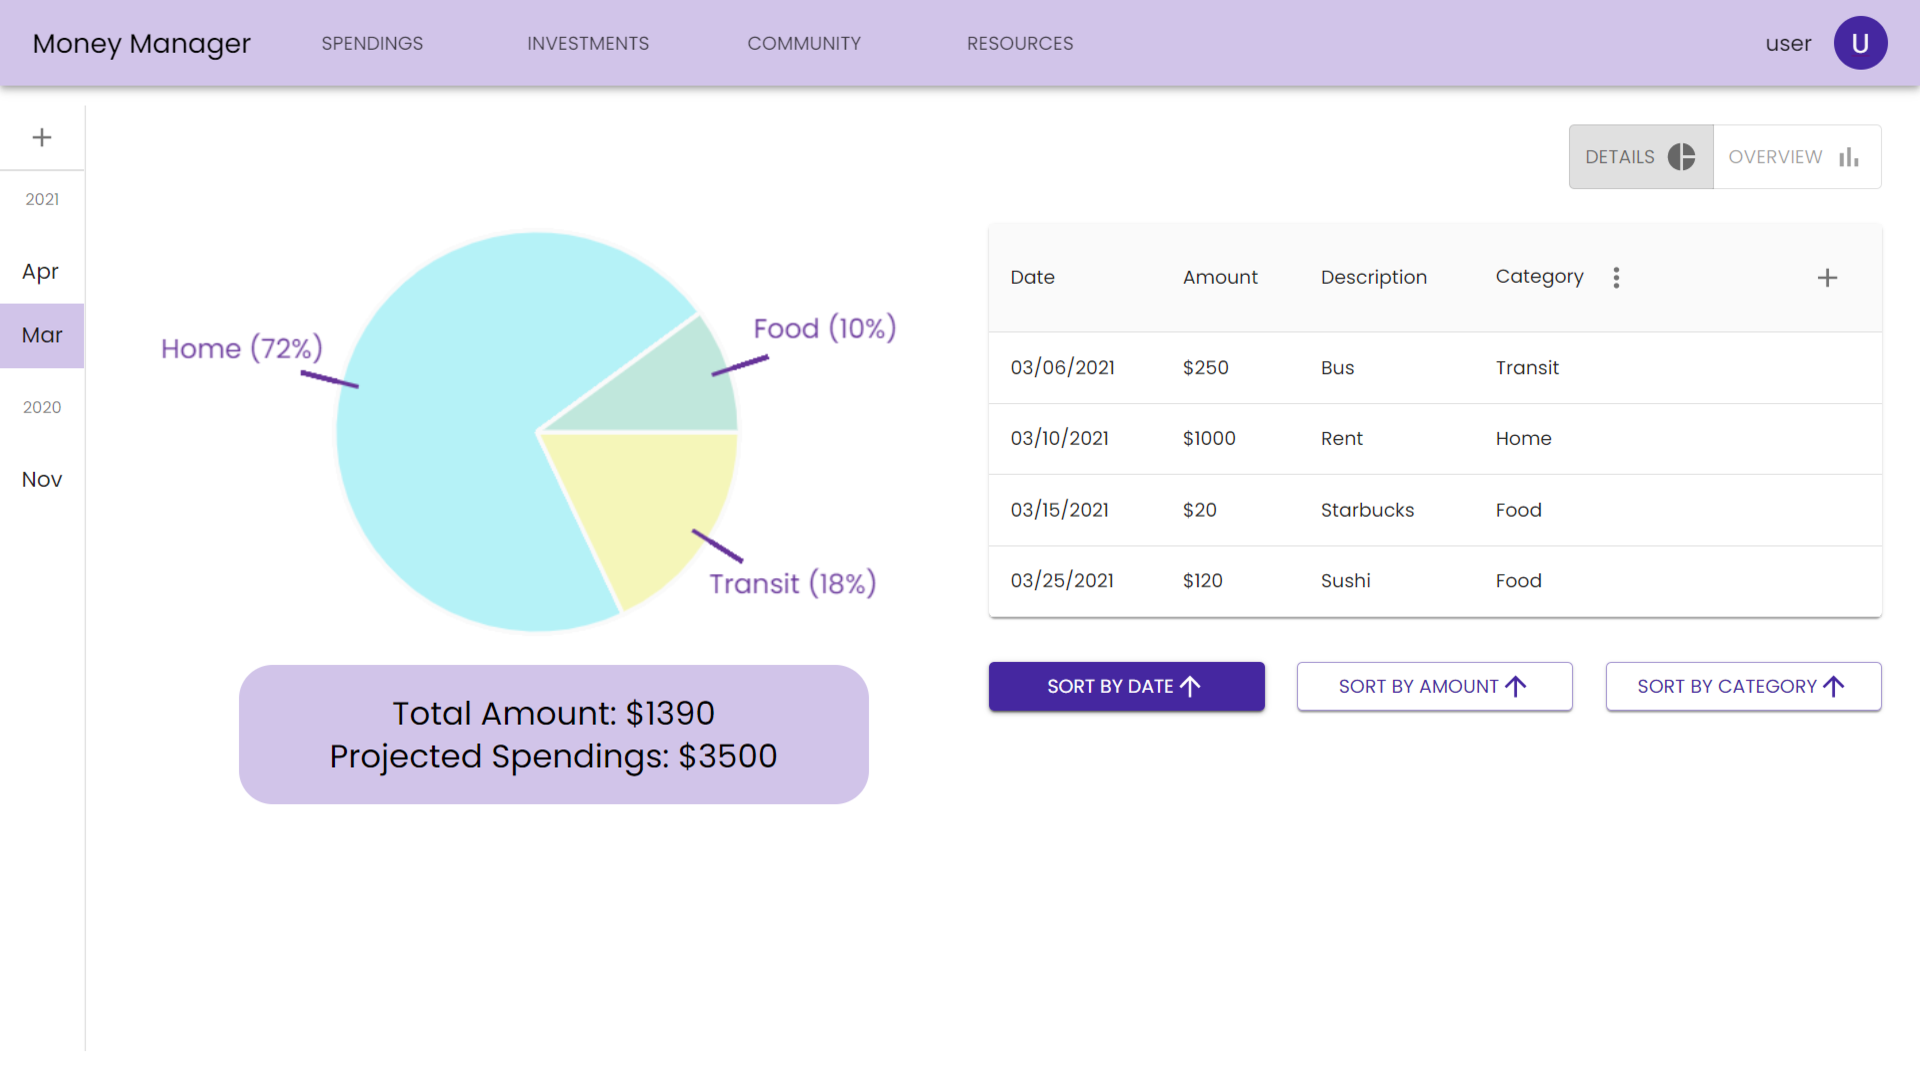 Money Manager SPENDINGS INVESTMENTS COMMUNITY RESOURCES user U
DETAILS OVERVIEW
2021
Apr
Mar
2020
Nov
Home (72%)
Food (10%)
Transit (18%)
Total Amount: $1390
Projected Spendings: $3500
Date Amount Description Category
03/06/2021 $250 Bus Transit
03/10/2021 $1000 Rent Home
03/15/2021 $20 Starbucks Food
03/25/2021 $120 Sushi Food
SORT BY DATE SORT BY AMOUNT SORT BY CATEGORY